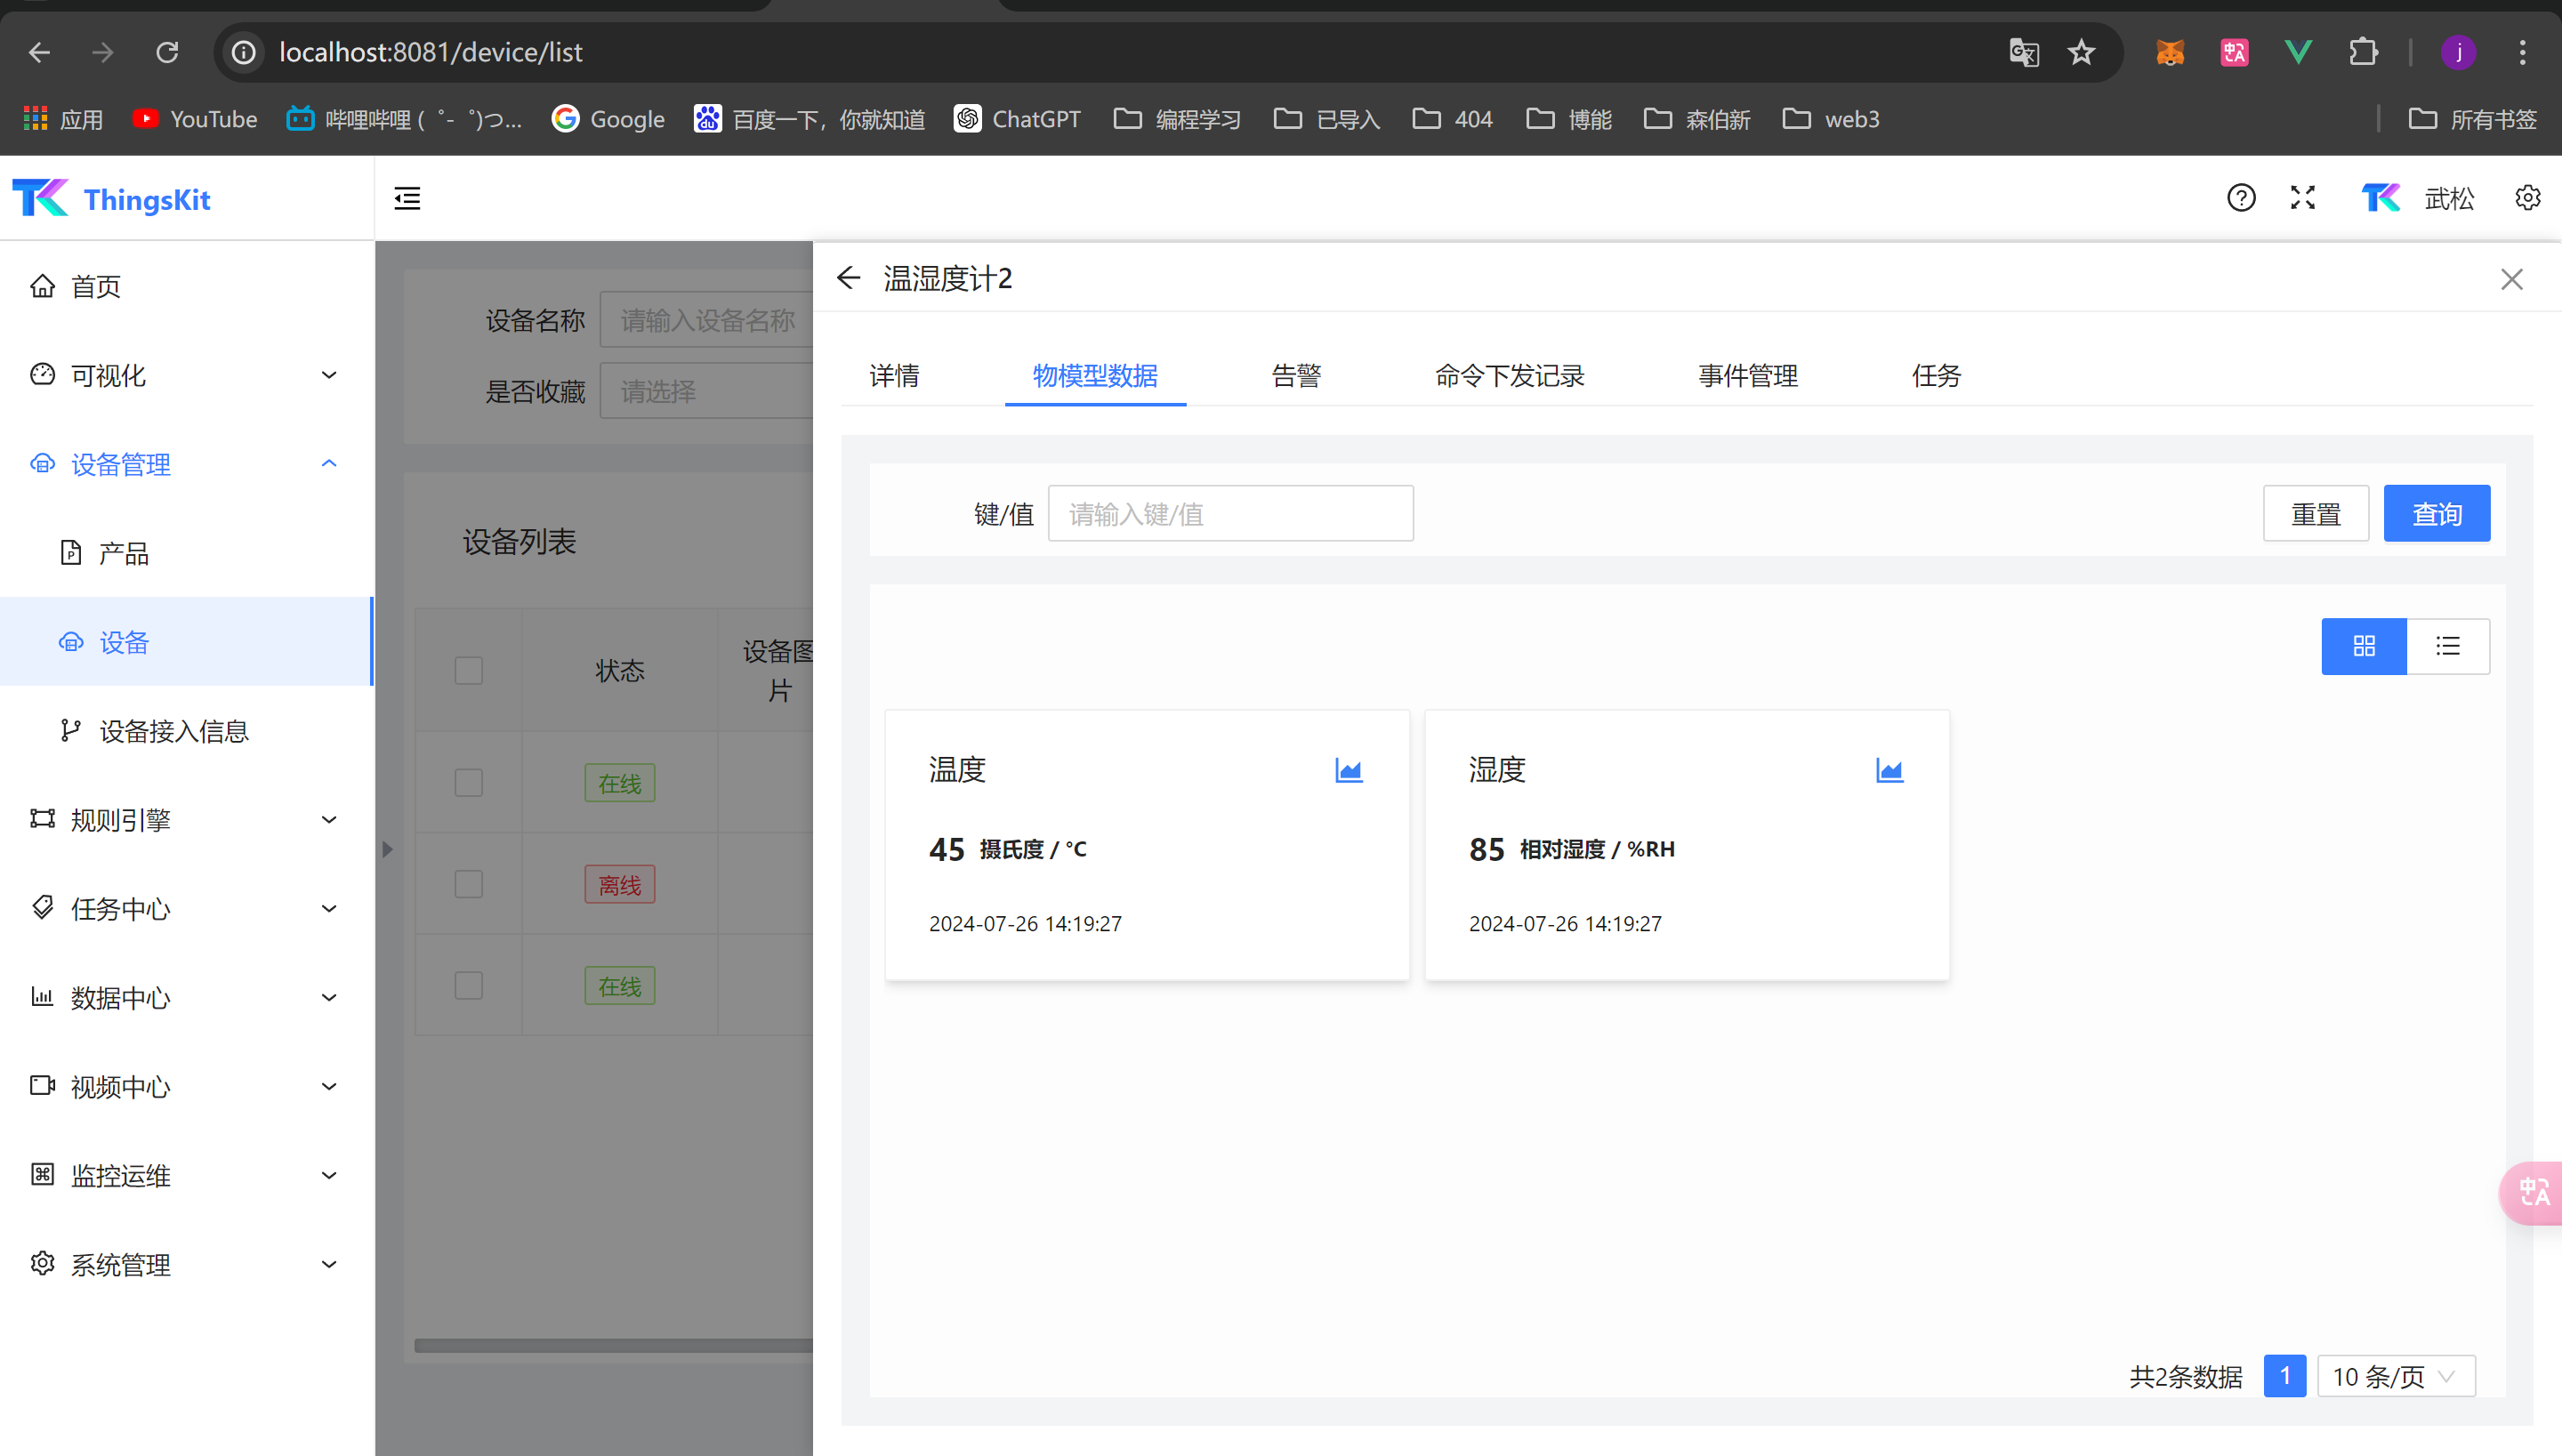 localhost:8081/device/list
应用 YouTube 哔哩哔哩 ( ゜- ゜)つ... Google 百度一下，你就知道 ChatGPT 编程学习 已导入 404 博能 森伯新 web3 所有书签
ThingsKit
武松
首页
可视化
设备管理
产品
设备
设备接入信息
规则引擎
任务中心
数据中心
视频中心
监控运维
系统管理
设备名称 请输入设备名称
是否收藏 请选择
设备列表
状态 设备图
片
在线
离线
在线
温湿度计2
详情 物模型数据 告警 命令下发记录 事件管理 任务
键/值 请输入键/值 重置 查询
温度
45 摄氏度 / °C
2024-07-26 14:19:27
湿度
85 相对湿度 / %RH
2024-07-26 14:19:27
共2条数据 1 10 条/页